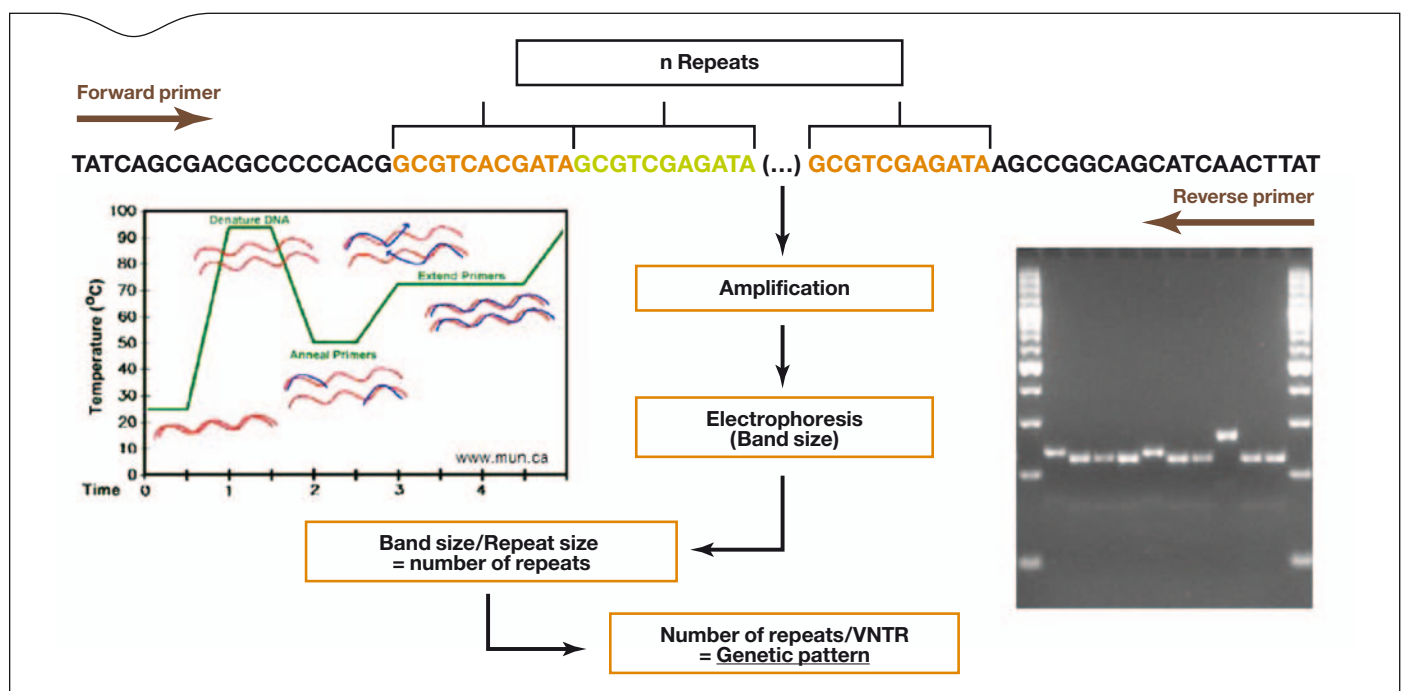 n Repeats
Forward primer
TATCAGCGACGCCCCCACGGCGTCACGATAGCGTCGAGATA (...) GCGTCGAGATAAGCCGGCAGCATCAACTTAT
Reverse primer
100
90
80
70
60
50
40
30
20
10
0
Temperature (°C)
Denature DNA
Extend Primers
Anneal Primers
www.mun.ca
Time 0 1 2 3 4
Amplification
Electrophoresis
(Band size)
Band size/Repeat size
= number of repeats
Number of repeats/VNTR
= Genetic pattern